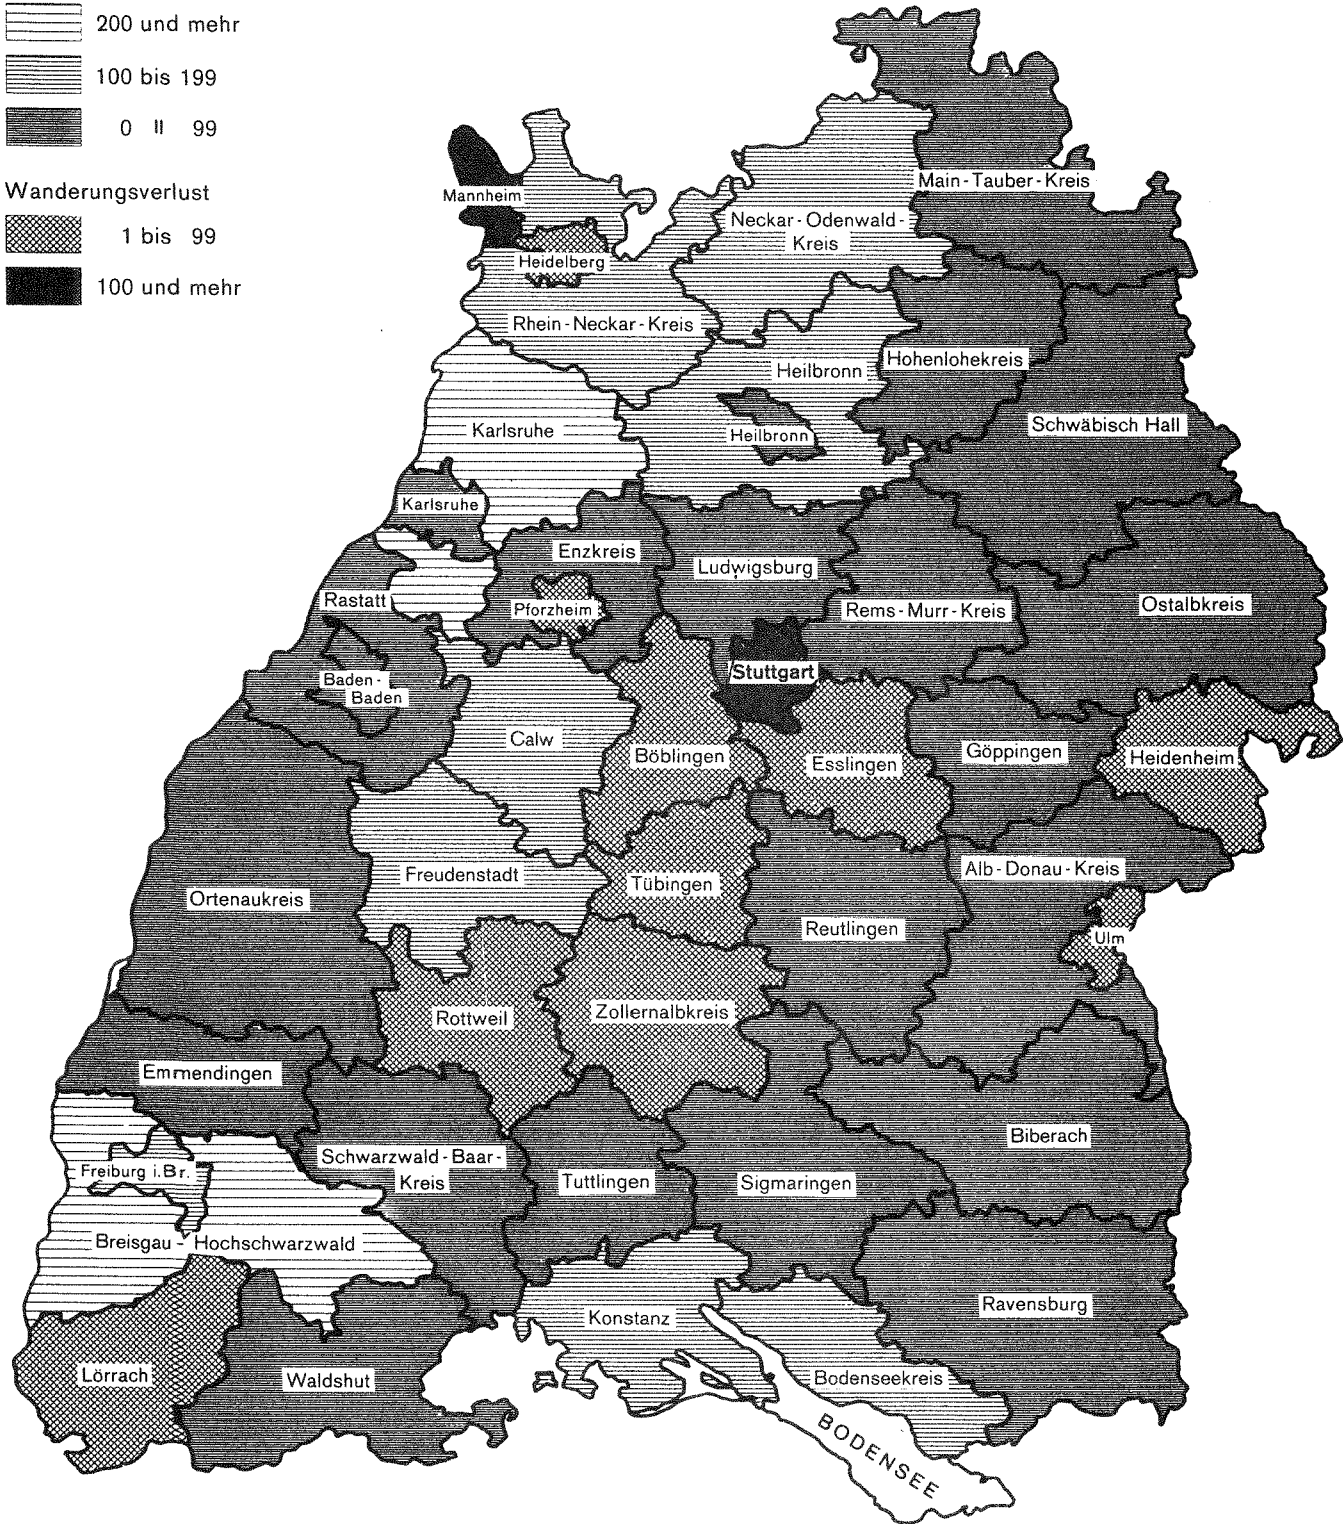 200 und mehr
100 bis 199
0 " 99
Wanderungsverlust
1 bis 99
100 und mehr
Main-Tauber-Kreis
Mannheim
Neckar-Odenwald-
Kreis
Heidelberg
Rhein-Neckar-Kreis
Hohenlohekreis
Heilbronn
Schwäbisch Hall
Karlsruhe
Heilbronn
Karlsruhe
Enzkreis
Ludwigsburg
Rastatt
Pforzheim
Rems-Murr-Kreis
Ostalbkreis
Stuttgart
Baden-
Baden
Calw
Böblingen
Esslingen
Göppingen
Heidenheim
Freudenstadt
Tübingen
Alb-Donau-Kreis
Ortenaukreis
Reutlingen
Ulm
Rottweil
Zollernalbkreis
Emmendingen
Biberach
Freiburg i.Br.
Schwarzwald-Baar-
Kreis
Tuttlingen
Sigmaringen
Breisgau-Hochschwarzwald
Ravensburg
Konstanz
Lörrach
Waldshut
Bodenseekreis
BODENSEE